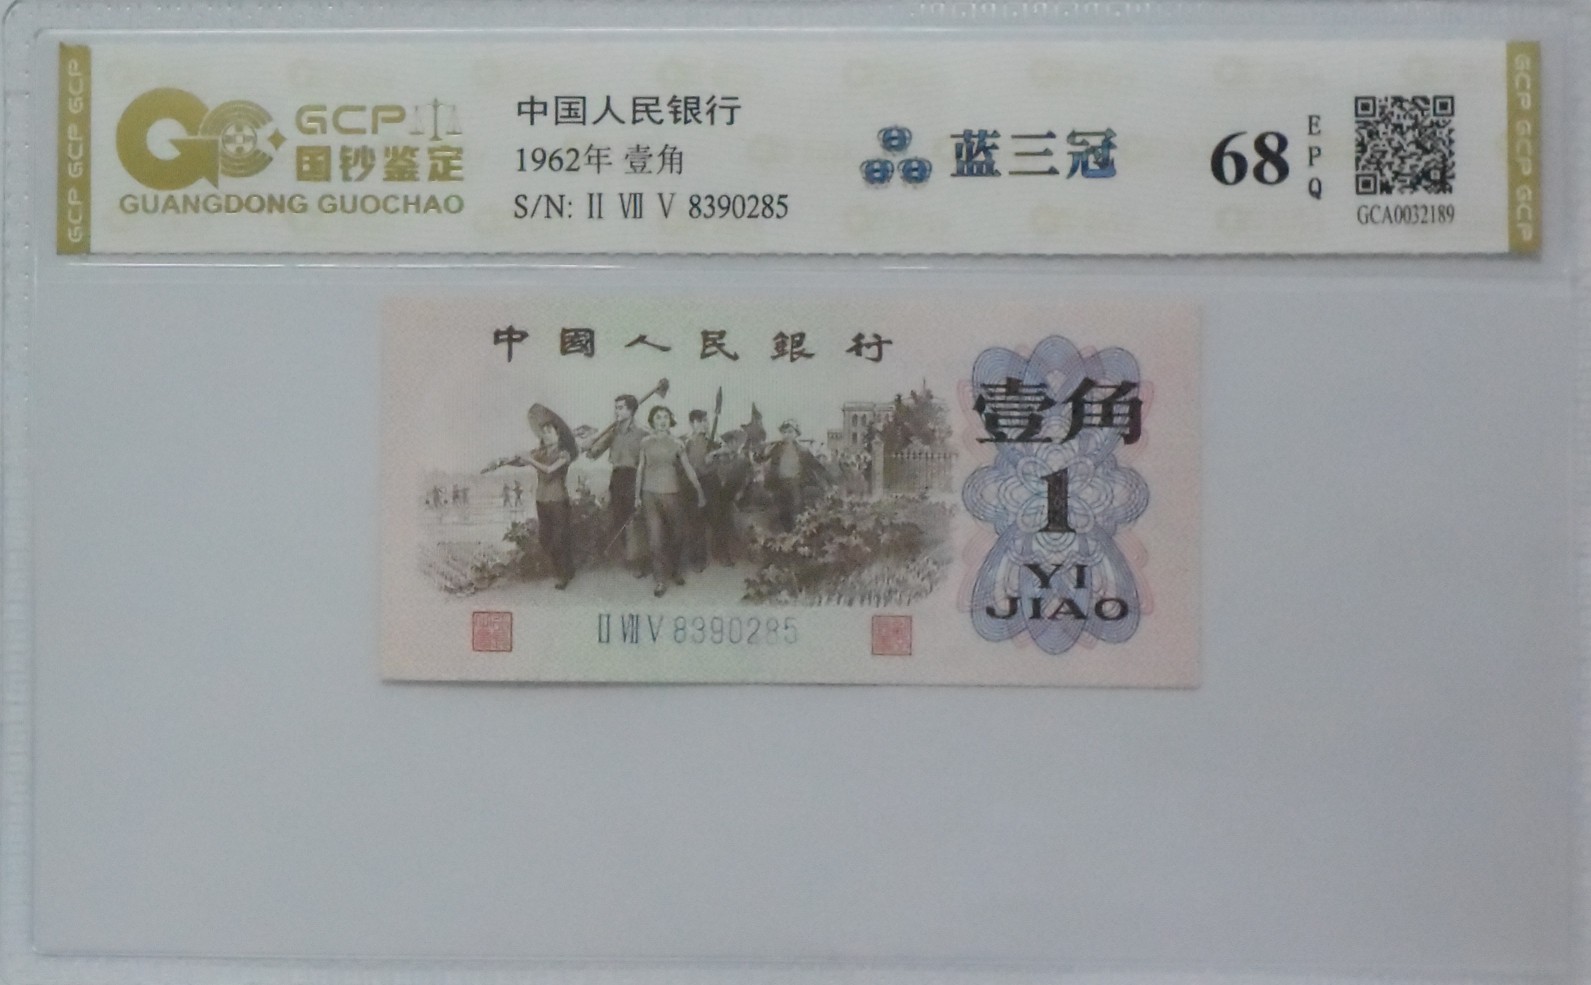 GCP
国钞鉴定
GUANGDONG GUOCHAO
中国人民银行
1962年 壹角
S/N: II VII V 8390285
蓝三冠
68
EPQ
GCA0032189
GCP GCP GCP
GCP GCP GCP
中國人民銀行
壹角
1
YI
JIAO
II VII V 8390285